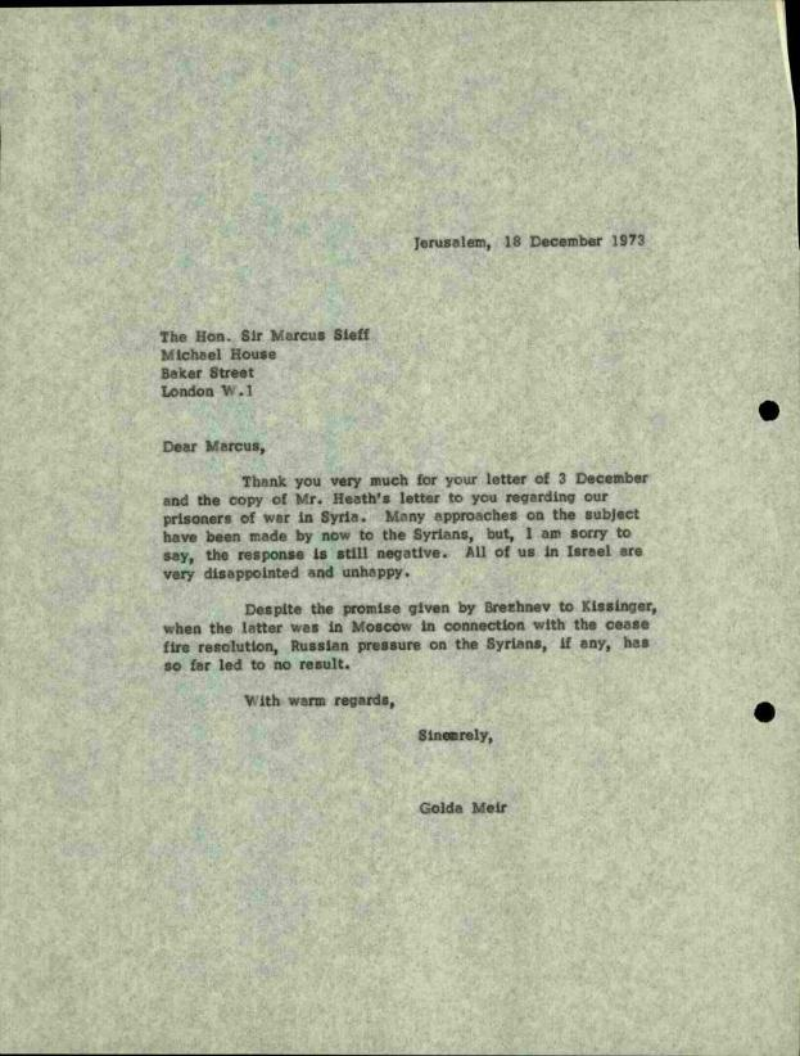 Jerusalem, 18 December 1973
The Hon. Sir Marcus Sieff
Michael House
Baker Street
London W.1
Dear Marcus,
Thank you very much for your letter of 3 December
and the copy of Mr. Heath's letter to you regarding our
prisoners of war in Syria. Many approaches on the subject
have been made by now to the Syrians, but, I am sorry to
say, the response is still negative. All of us in Israel are
very disappointed and unhappy.
Despite the promise given by Brezhnev to Kissinger,
when the latter was in Moscow in connection with the cease
fire resolution, Russian pressure on the Syrians, if any, has
so far led to no result.
With warm regards,
Sincerely,
Golda Meir